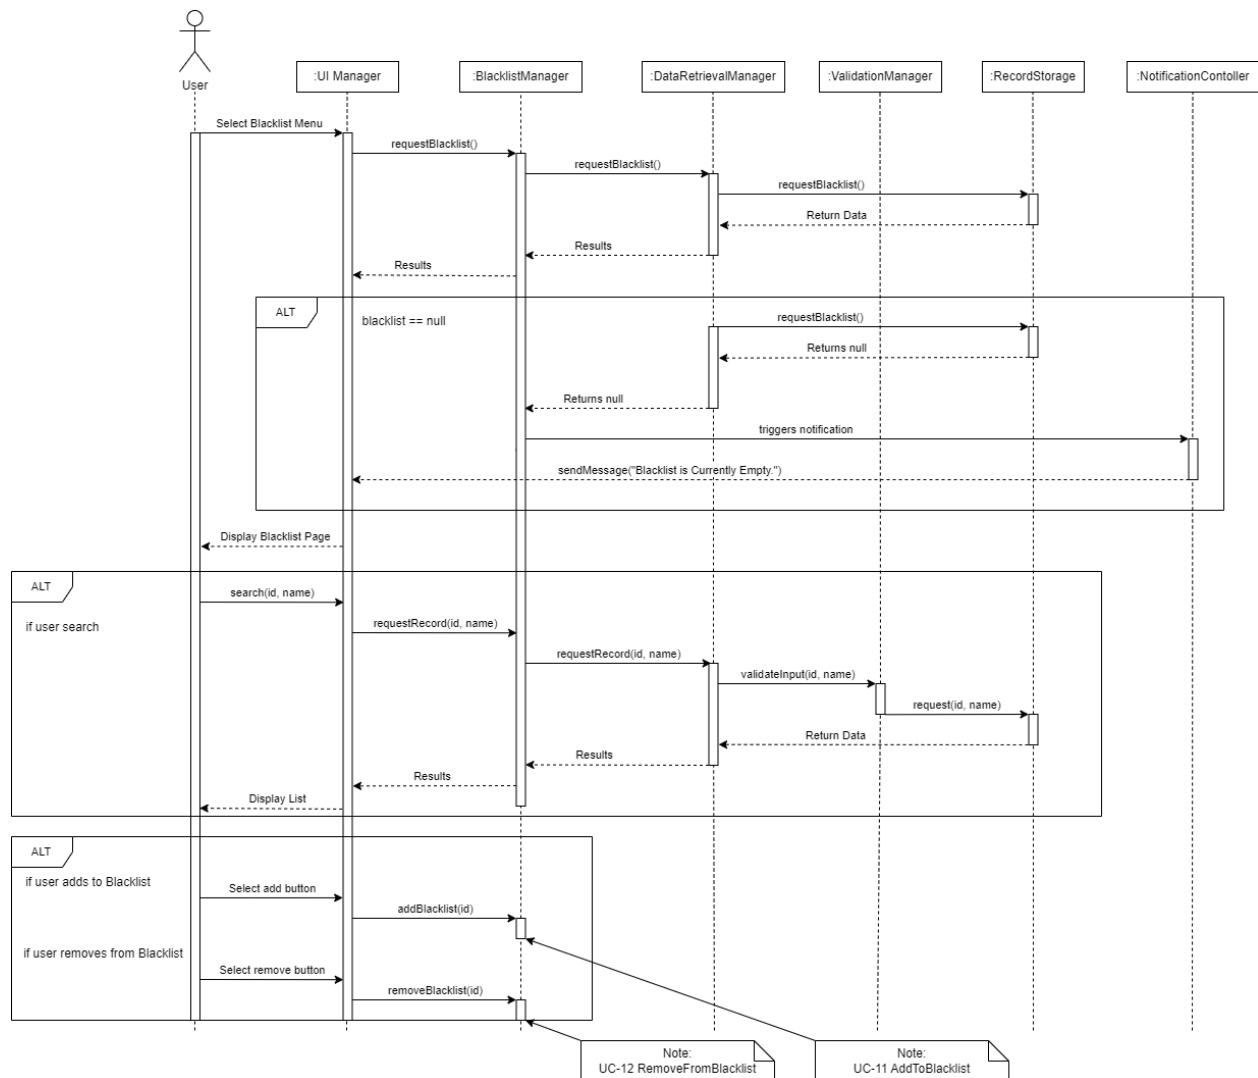 User
:UI Manager
:BlacklistManager
:DataRetrievalManager
:ValidationManager
:RecordStorage
:NotificationContoller
Select Blacklist Menu
requestBlacklist()
requestBlacklist()
requestBlacklist()
Return Data
Results
Results
ALT
blacklist == null
requestBlacklist()
Returns null
Returns null
triggers notification
sendMessage("Blacklist is Currently Empty.")
Display Blacklist Page
ALT
search(id, name)
if user search
requestRecord(id, name)
requestRecord(id, name)
validateInput(id, name)
request(id, name)
Return Data
Results
Results
Display List
ALT
if user adds to Blacklist
Select add button
addBlacklist(id)
if user removes from Blacklist
Select remove button
removeBlacklist(id)
Note:
UC-12 RemoveFromBlacklist
Note:
UC-11 AddToBlacklist